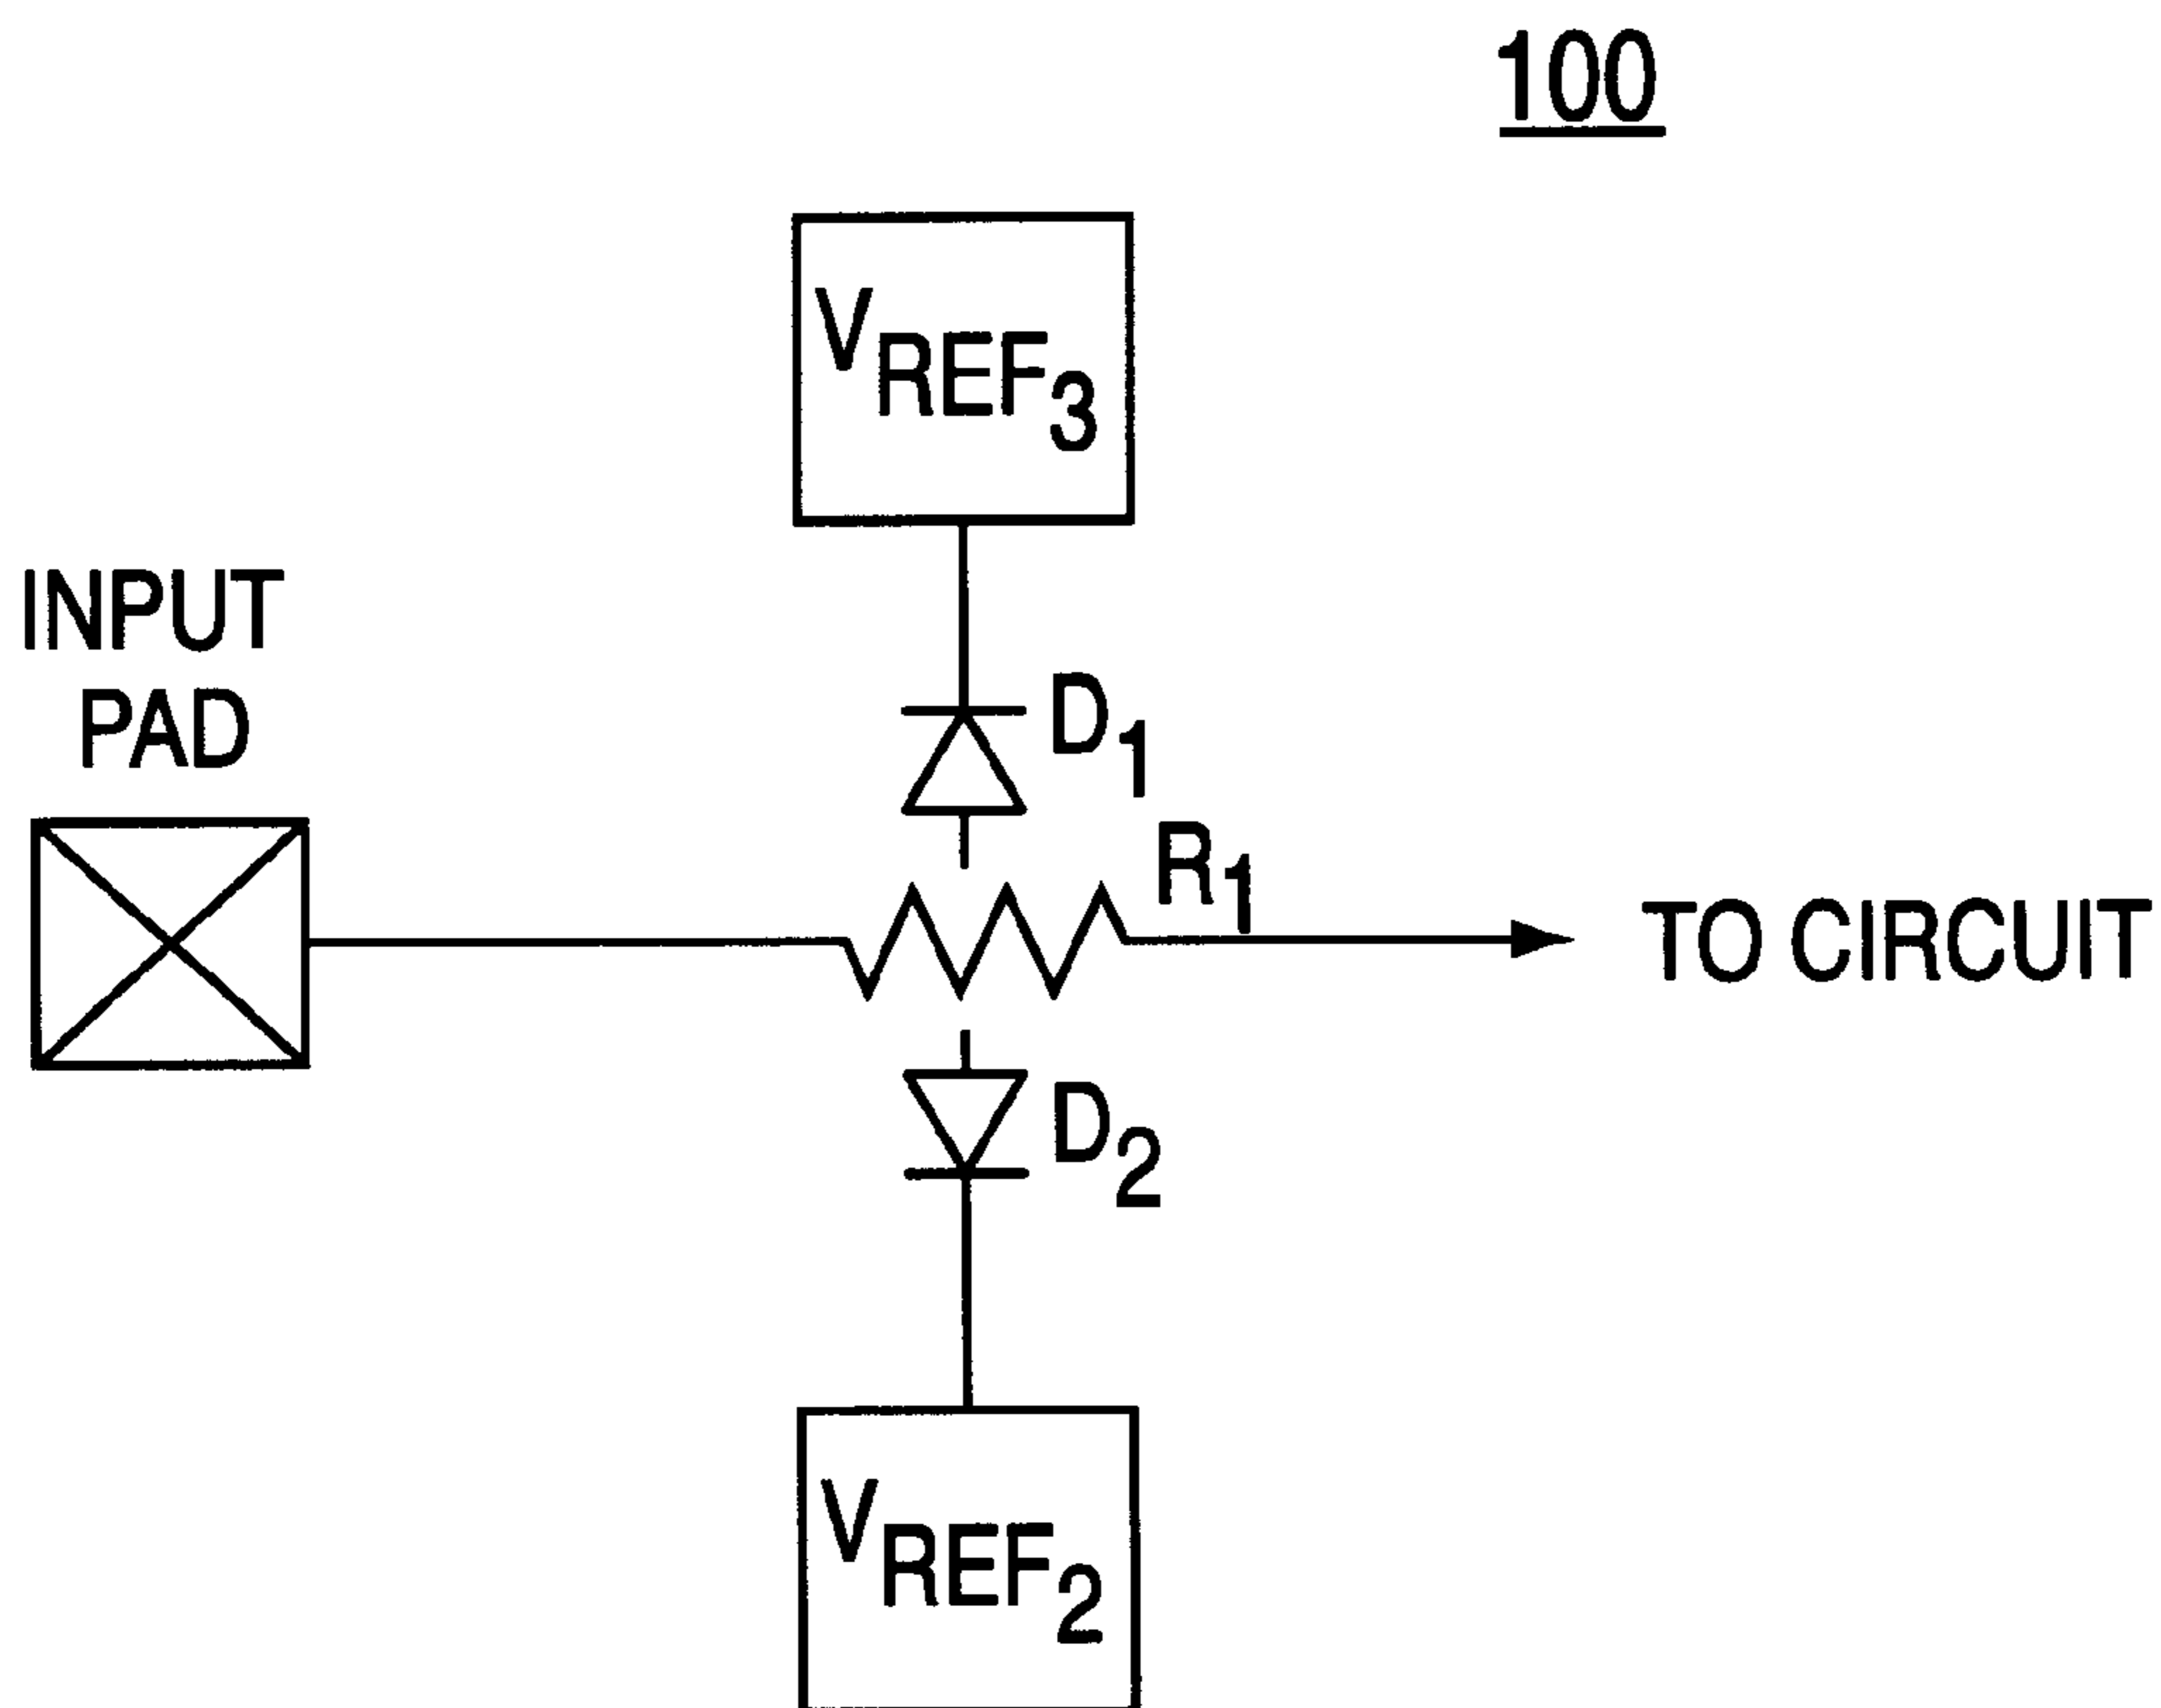 100
VREF3
INPUT
PAD
D1
R1
TO CIRCUIT
D2
VREF2